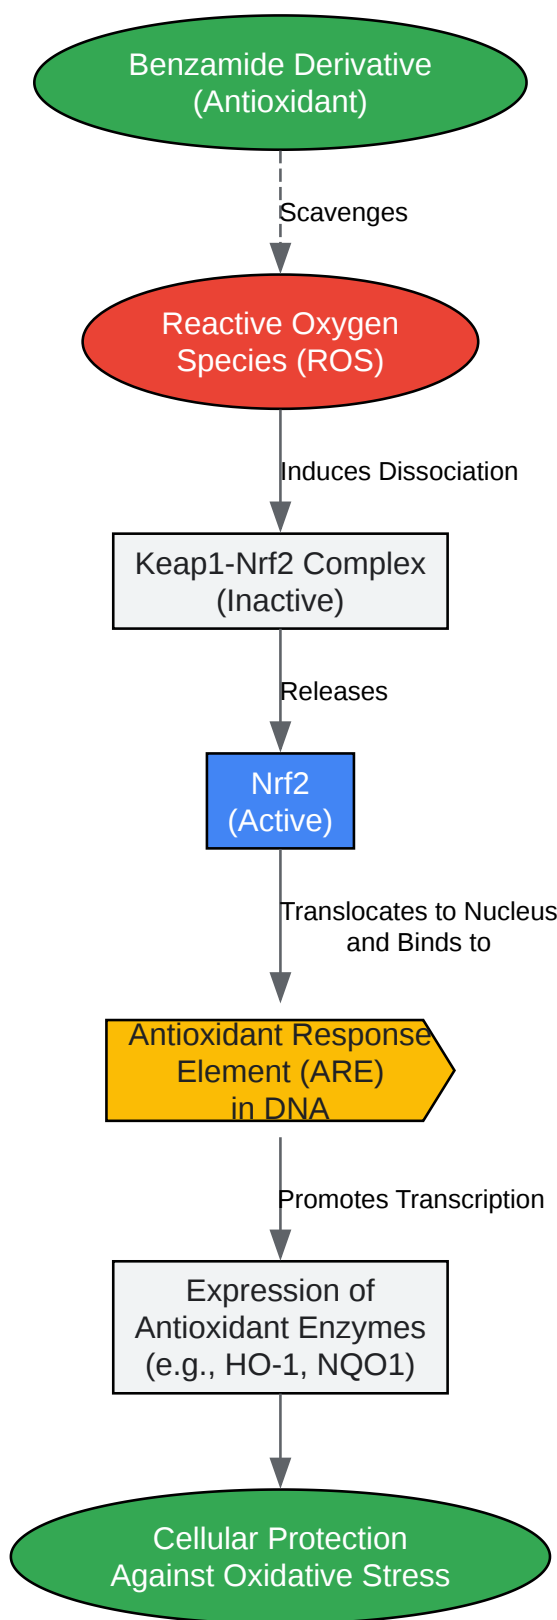 Benzamide Derivative
(Antioxidant)
Scavenges
Reactive Oxygen
Species (ROS)
Induces Dissociation
Keap1-Nrf2 Complex
(Inactive)
Releases
Nrf2
(Active)
Translocates to Nucleus
and Binds to
Antioxidant Response
Element (ARE)
in DNA
Promotes Transcription
Expression of
Antioxidant Enzymes
(e.g., HO-1, NQO1)
Cellular Protection
Against Oxidative Stress